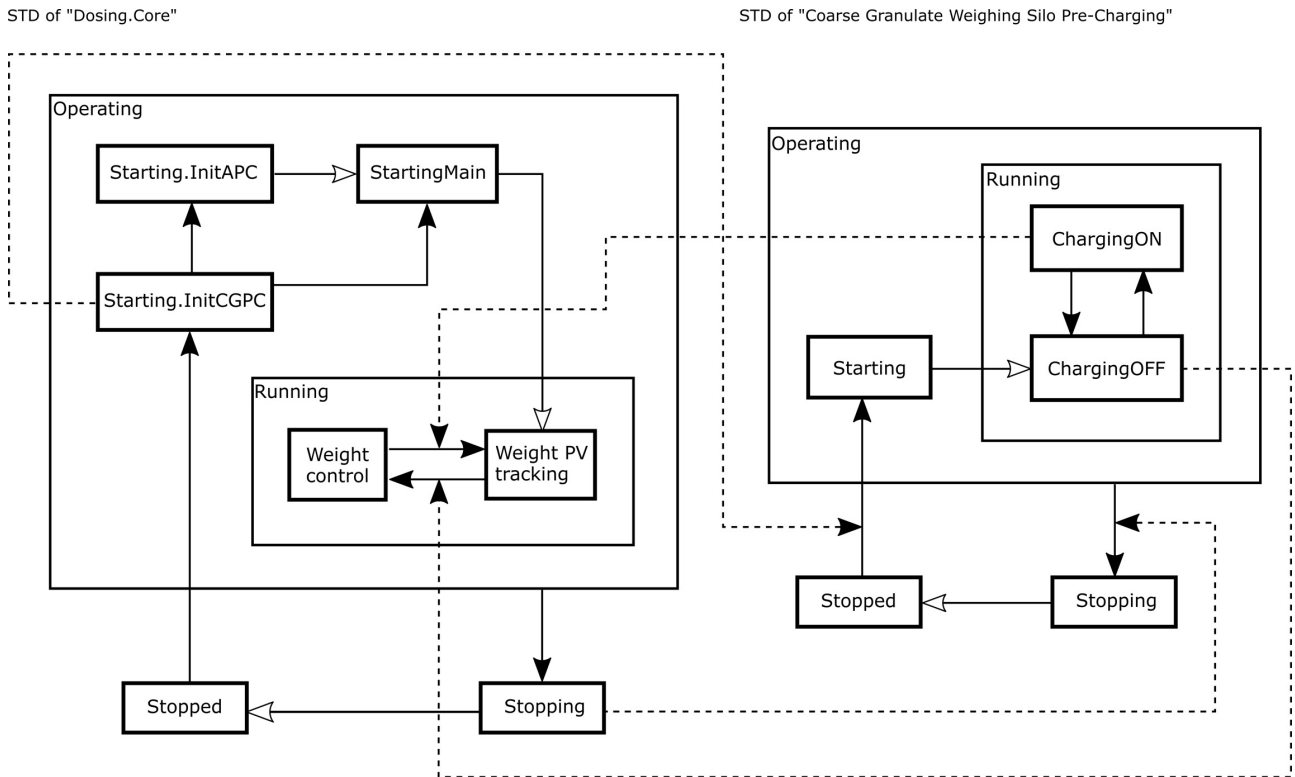 STD of "Dosing.Core"
STD of "Coarse Granulate Weighing Silo Pre-Charging"
Operating
Starting.InitAPC
StartingMain
Starting.InitCGPC
Running
Weight
control
Weight PV
tracking
Stopped
Stopping
Operating
Running
ChargingON
Starting
ChargingOFF
Stopped
Stopping